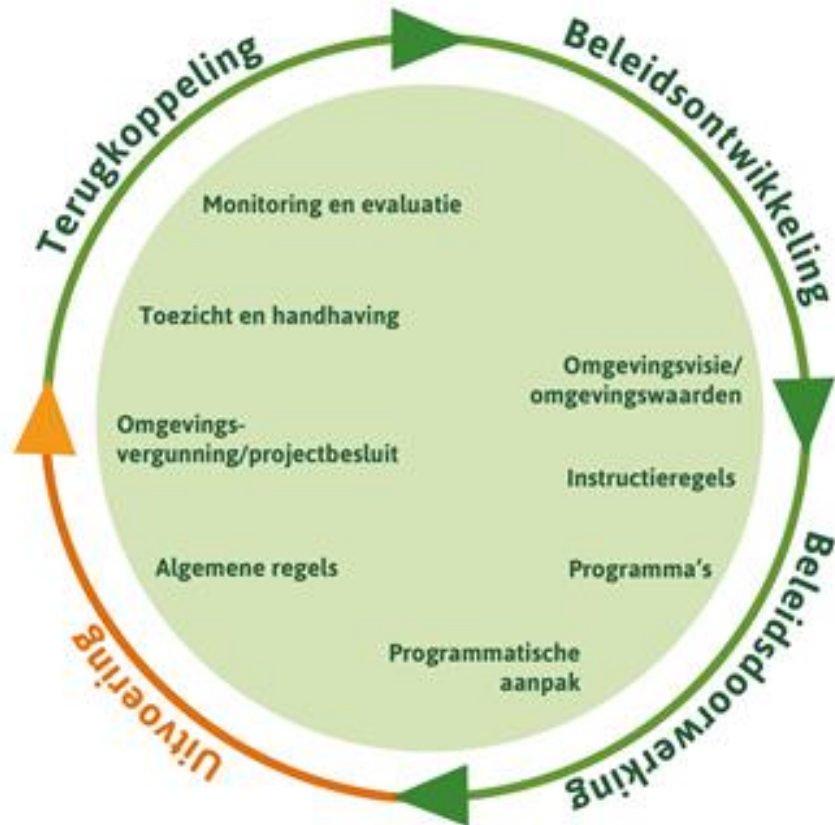 Terugkoppeling
Beleidsontwikkeling
Monitoring en evaluatie
Toezicht en handhaving
Omgevingsvisie/
omgevingswaarden
Omgevings-
vergunning/projectbesluit
Instructieregels
Algemene regels
Programma's
Programmatische
aanpak
Beleidsdoorwerking
Uitvoering